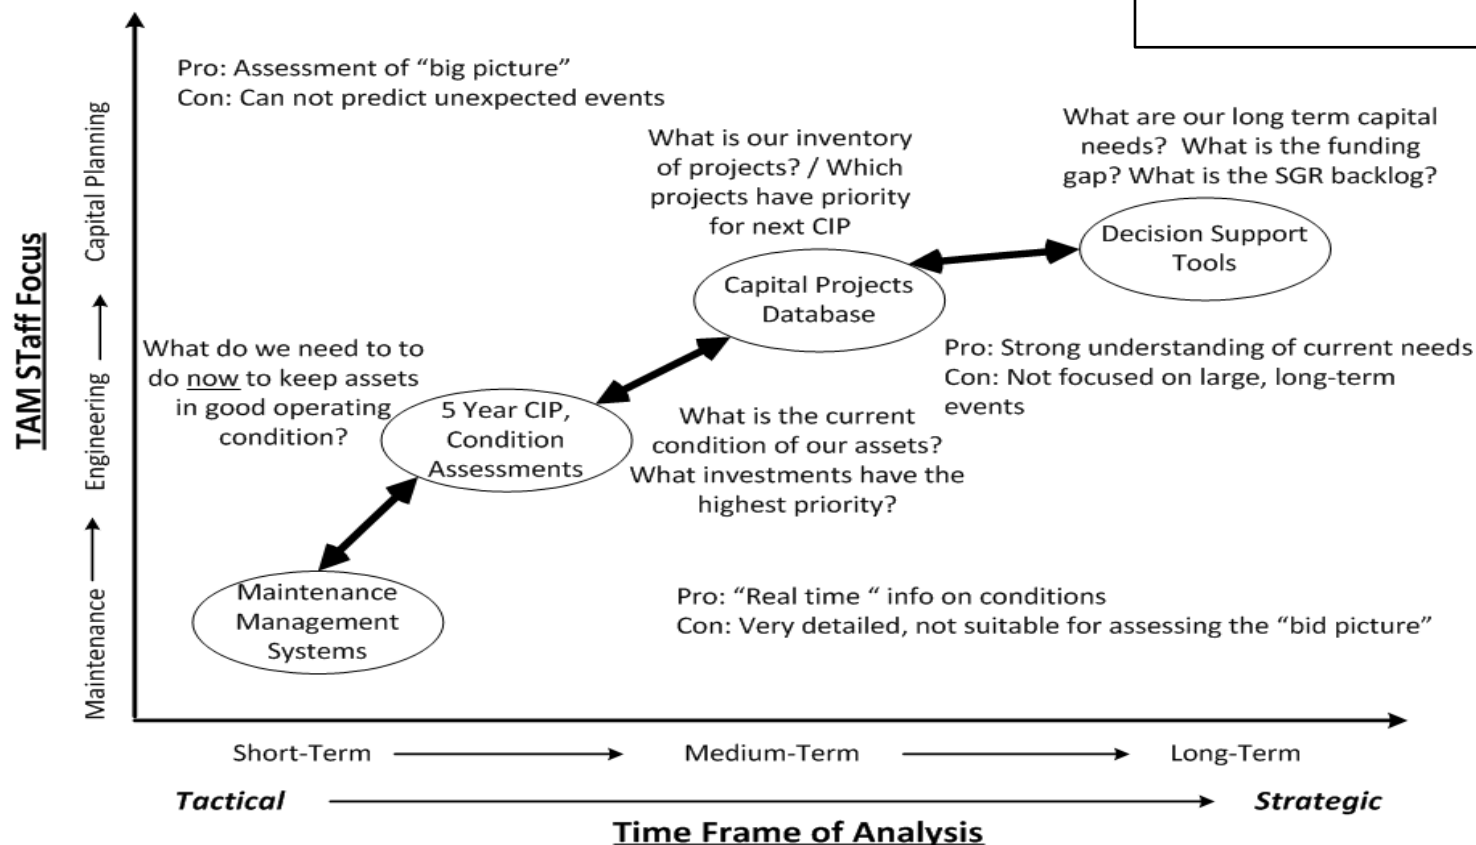 Pro: Assessment of “big picture”
Con: Can not predict unexpected events
What are our long term capital
needs?  What is the funding
gap? What is the SGR backlog?
What is our inventory
of projects? / Which
projects have priority
for next CIP
Decision Support
Tools
Capital Projects
Database
Pro: Strong understanding of current needs
Con: Not focused on large, long-term
events
What do we need to to
do now to keep assets
in good operating
condition?
5 Year CIP,
Condition
Assessments
What is the current
condition of our assets?
What investments have the
highest priority?
Maintenance
Management
Systems
Pro: “Real time “ info on conditions
Con: Very detailed, not suitable for assessing the “bid picture”
TAM STaff Focus
Maintenance
Engineering
Capital Planning
Short-Term
Medium-Term
Long-Term
Tactical
Strategic
Time Frame of Analysis